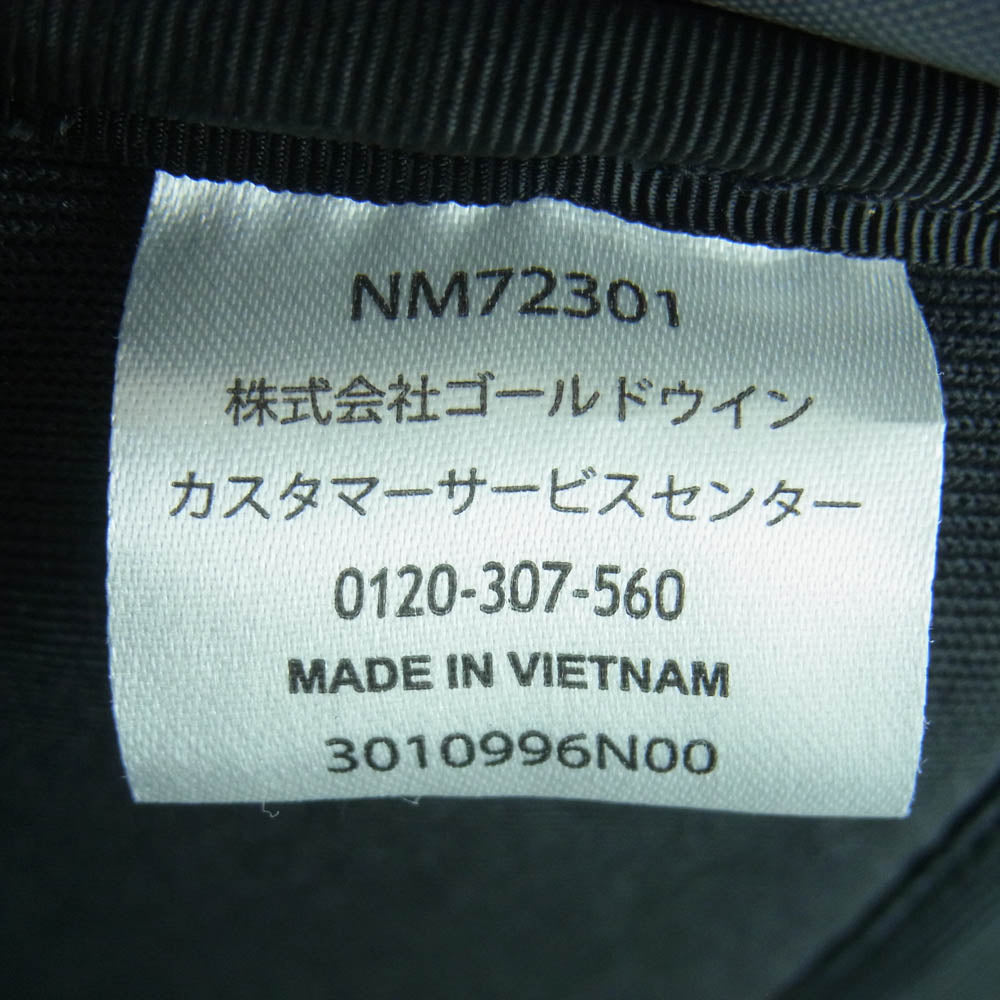 NM72301
株式会社ゴールドウイン
カスタマーサービスセンター
0120-307-560
MADE IN VIETNAM
3010996N00